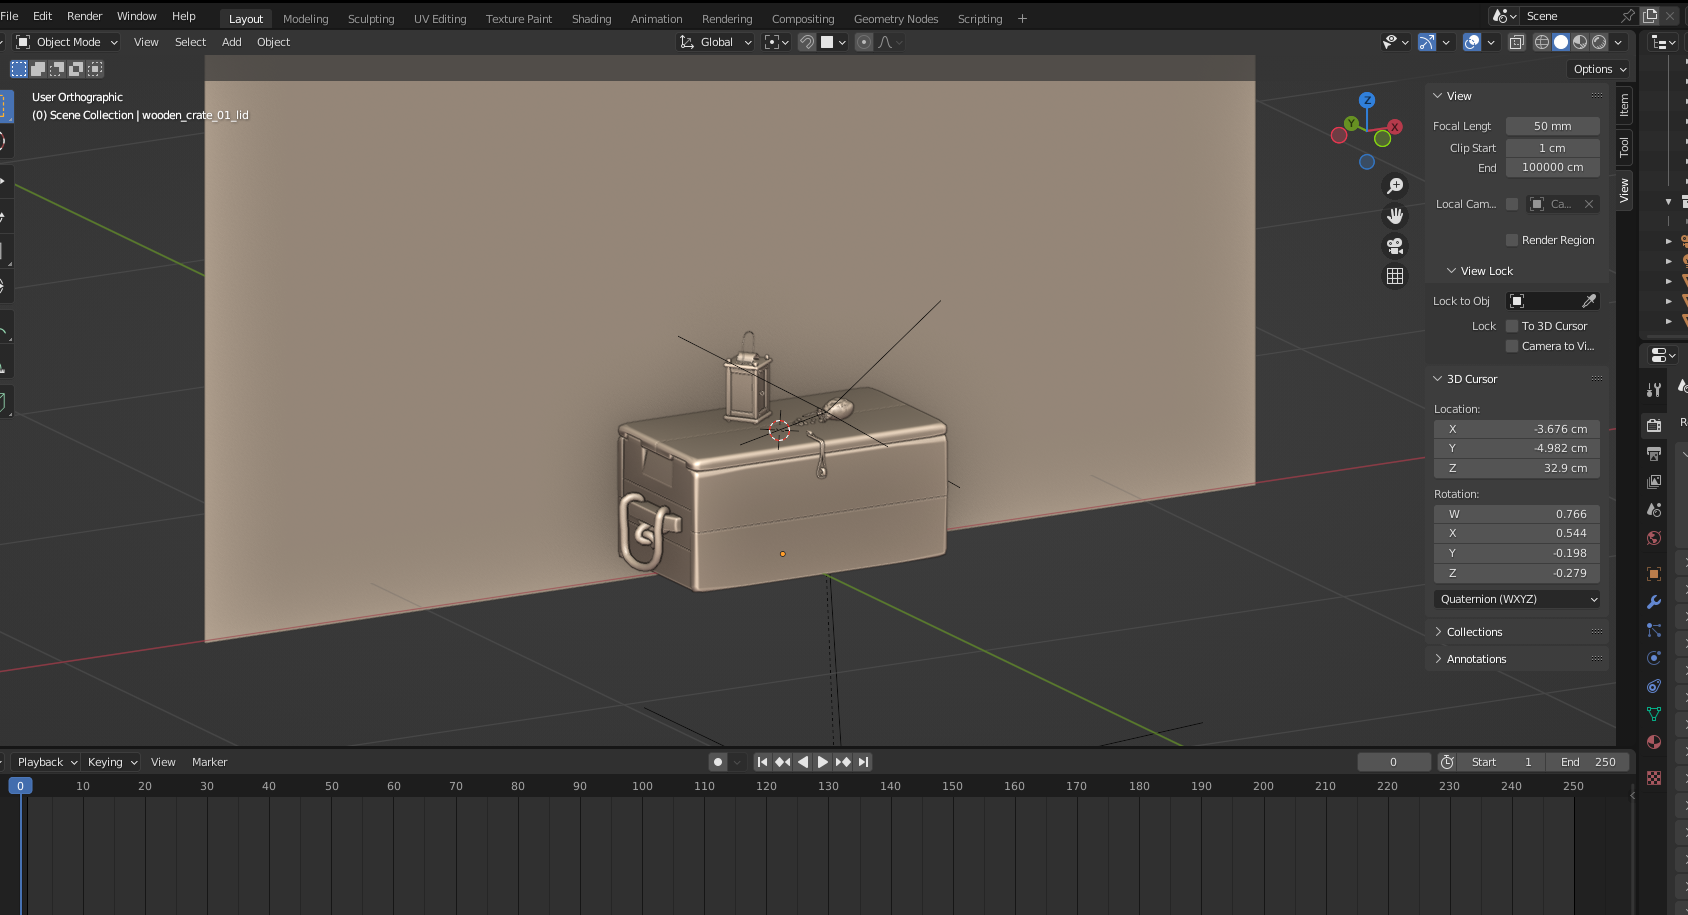 File Edit Render Window Help Layout Modeling Sculpting UV Editing Texture Paint Shading Animation Rendering Compositing Geometry Nodes Scripting + Scene
Object Mode View Select Add Object Global
Options
User Orthographic
(0) Scene Collection | wooden_crate_01_lid
Z
Y
X
View
Focal Lengt 50 mm
Clip Start 1 cm
End 100000 cm
Local Cam... Ca...
Render Region
View Lock
Lock to Obj
Lock To 3D Cursor
Camera to Vi...
3D Cursor
Location:
X -3.676 cm
Y -4.982 cm
Z 32.9 cm
Rotation:
W 0.766
X 0.544
Y -0.198
Z -0.279
Quaternion (WXYZ)
Collections
Annotations
Item
Tool
View
Playback Keying View Marker 0 Start 1 End 250
0 10 20 30 40 50 60 70 80 90 100 110 120 130 140 150 160 170 180 190 200 210 220 230 240 250